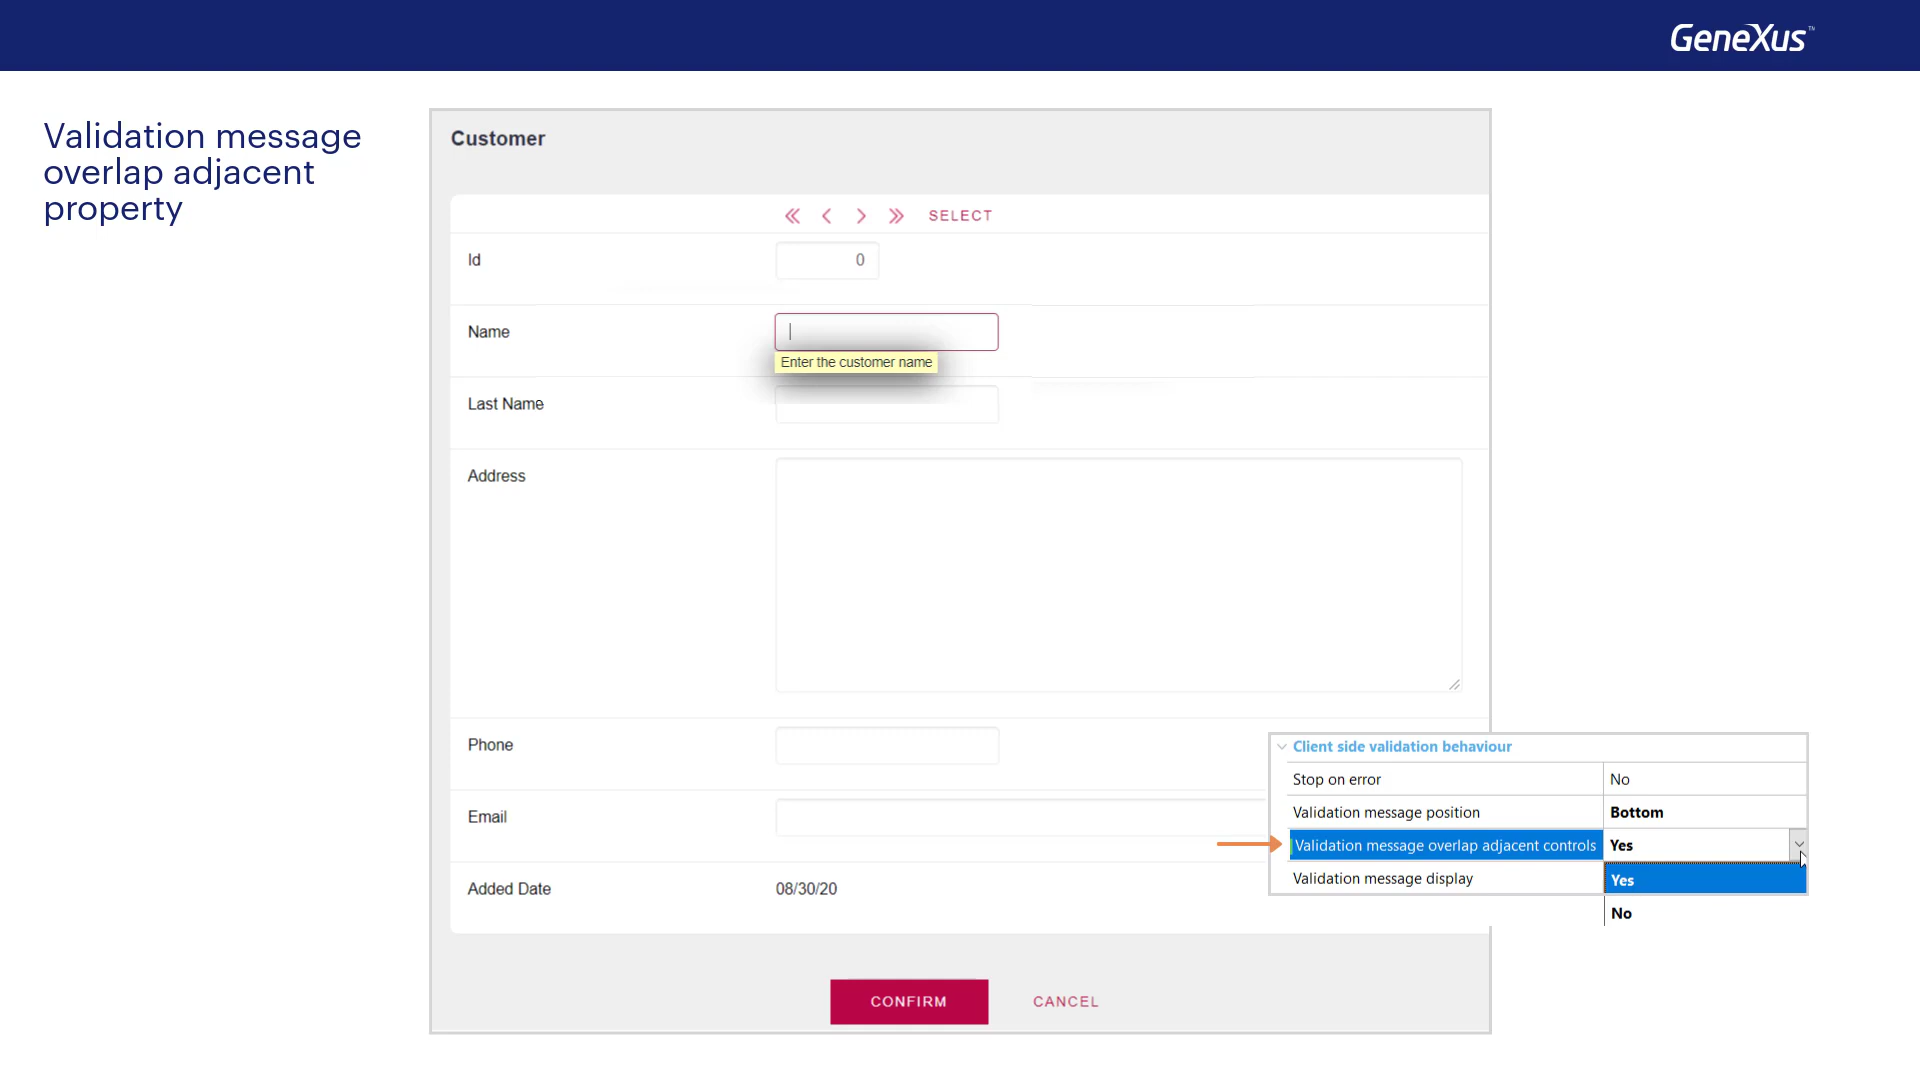 GeneXus™
Validation message
overlap adjacent
property
Customer
SELECT
Id
0
Name
Enter the customer name
Last Name
Address
Phone
Email
Added Date
08/30/20
CONFIRM
CANCEL
Client side validation behaviour
Stop on error
No
Validation message position
Bottom
Validation message overlap adjacent controls
Yes
Validation message display
Yes
No